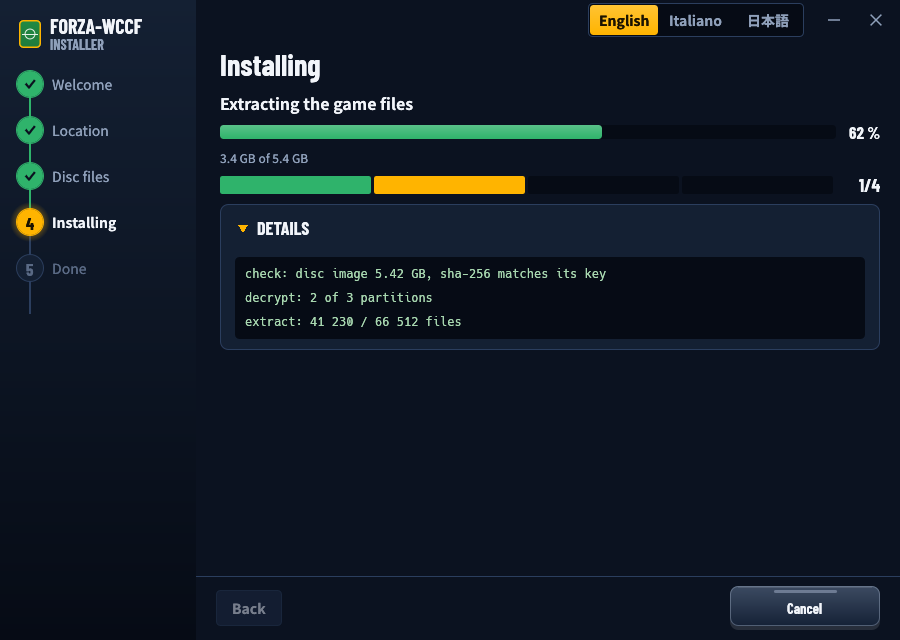 FORZA-WCCF
INSTALLER
English Italiano 日本語
Welcome
Location
Disc files
4 Installing
5 Done
Installing
Extracting the game files
62 %
3.4 GB of 5.4 GB
1/4
DETAILS
check: disc image 5.42 GB, sha-256 matches its key
decrypt: 2 of 3 partitions
extract: 41 230 / 66 512 files
Back
Cancel